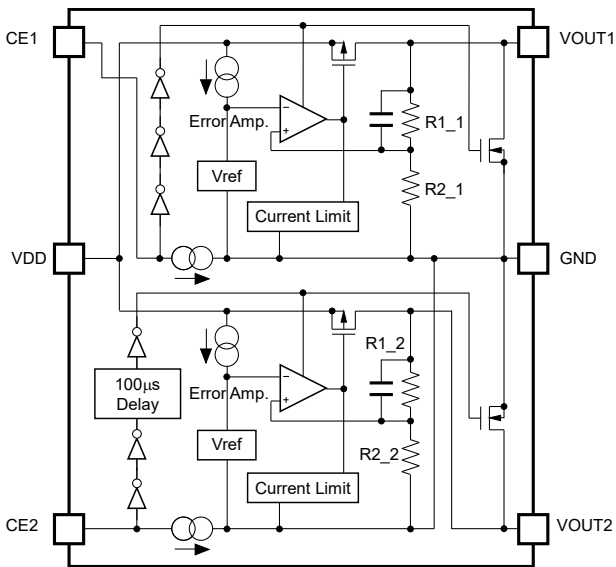 CE1
VOUT1
Error Amp.
−
+
R1_1
Vref
R2_1
Current Limit
VDD
GND
R1_2
100μs
Delay
Error Amp.
−
+
Vref
R2_2
Current Limit
CE2
VOUT2